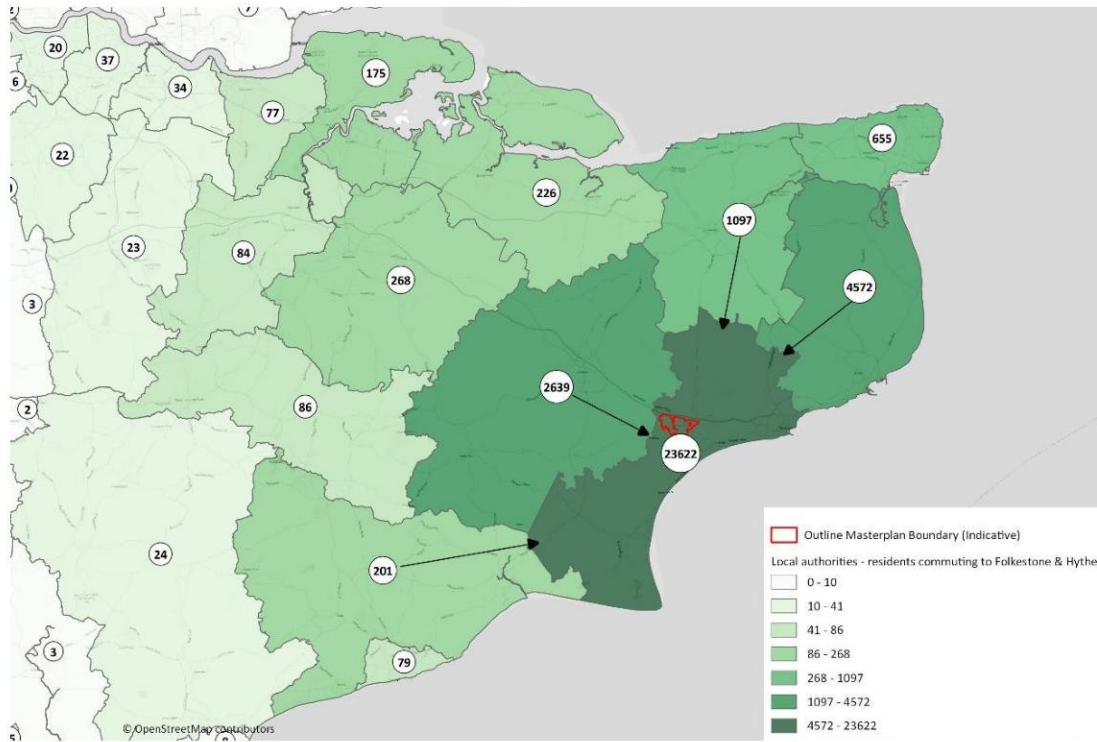 7
20
37
6
34
175
77
22
655
226
1097
23
84
268
4572
3
2639
2
86
23622
24
201
3
79
Outline Masterplan Boundary (Indicative)
Local authorities - residents commuting to Folkestone & Hythe
0 - 10
10 - 41
41 - 86
86 - 268
268 - 1097
1097 - 4572
4572 - 23622
© OpenStreetMap contributors